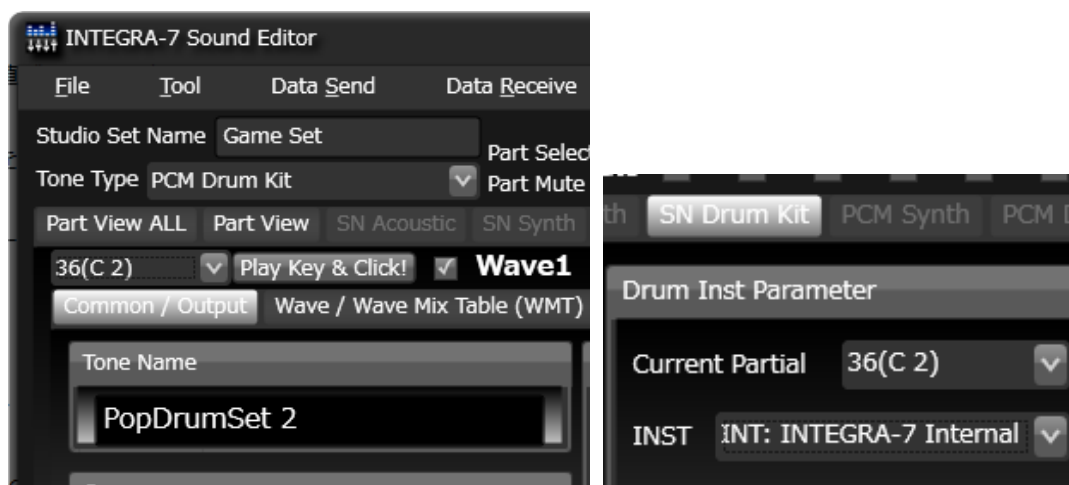 INTEGRA-7 Sound Editor
File Tool Data Send Data Receive
Studio Set Name Game Set
Part Selec
Tone Type PCM Drum Kit Part Mute
Part View ALL Part View SN Acoustic SN Synth
36(C 2) Play Key & Click! Wave1
Common / Output Wave / Wave Mix Table (WMT)
Tone Name
PopDrumSet 2
th SN Drum Kit PCM Synth PCM
Drum Inst Parameter
Current Partial 36(C 2)
INST INT: INTEGRA-7 Internal